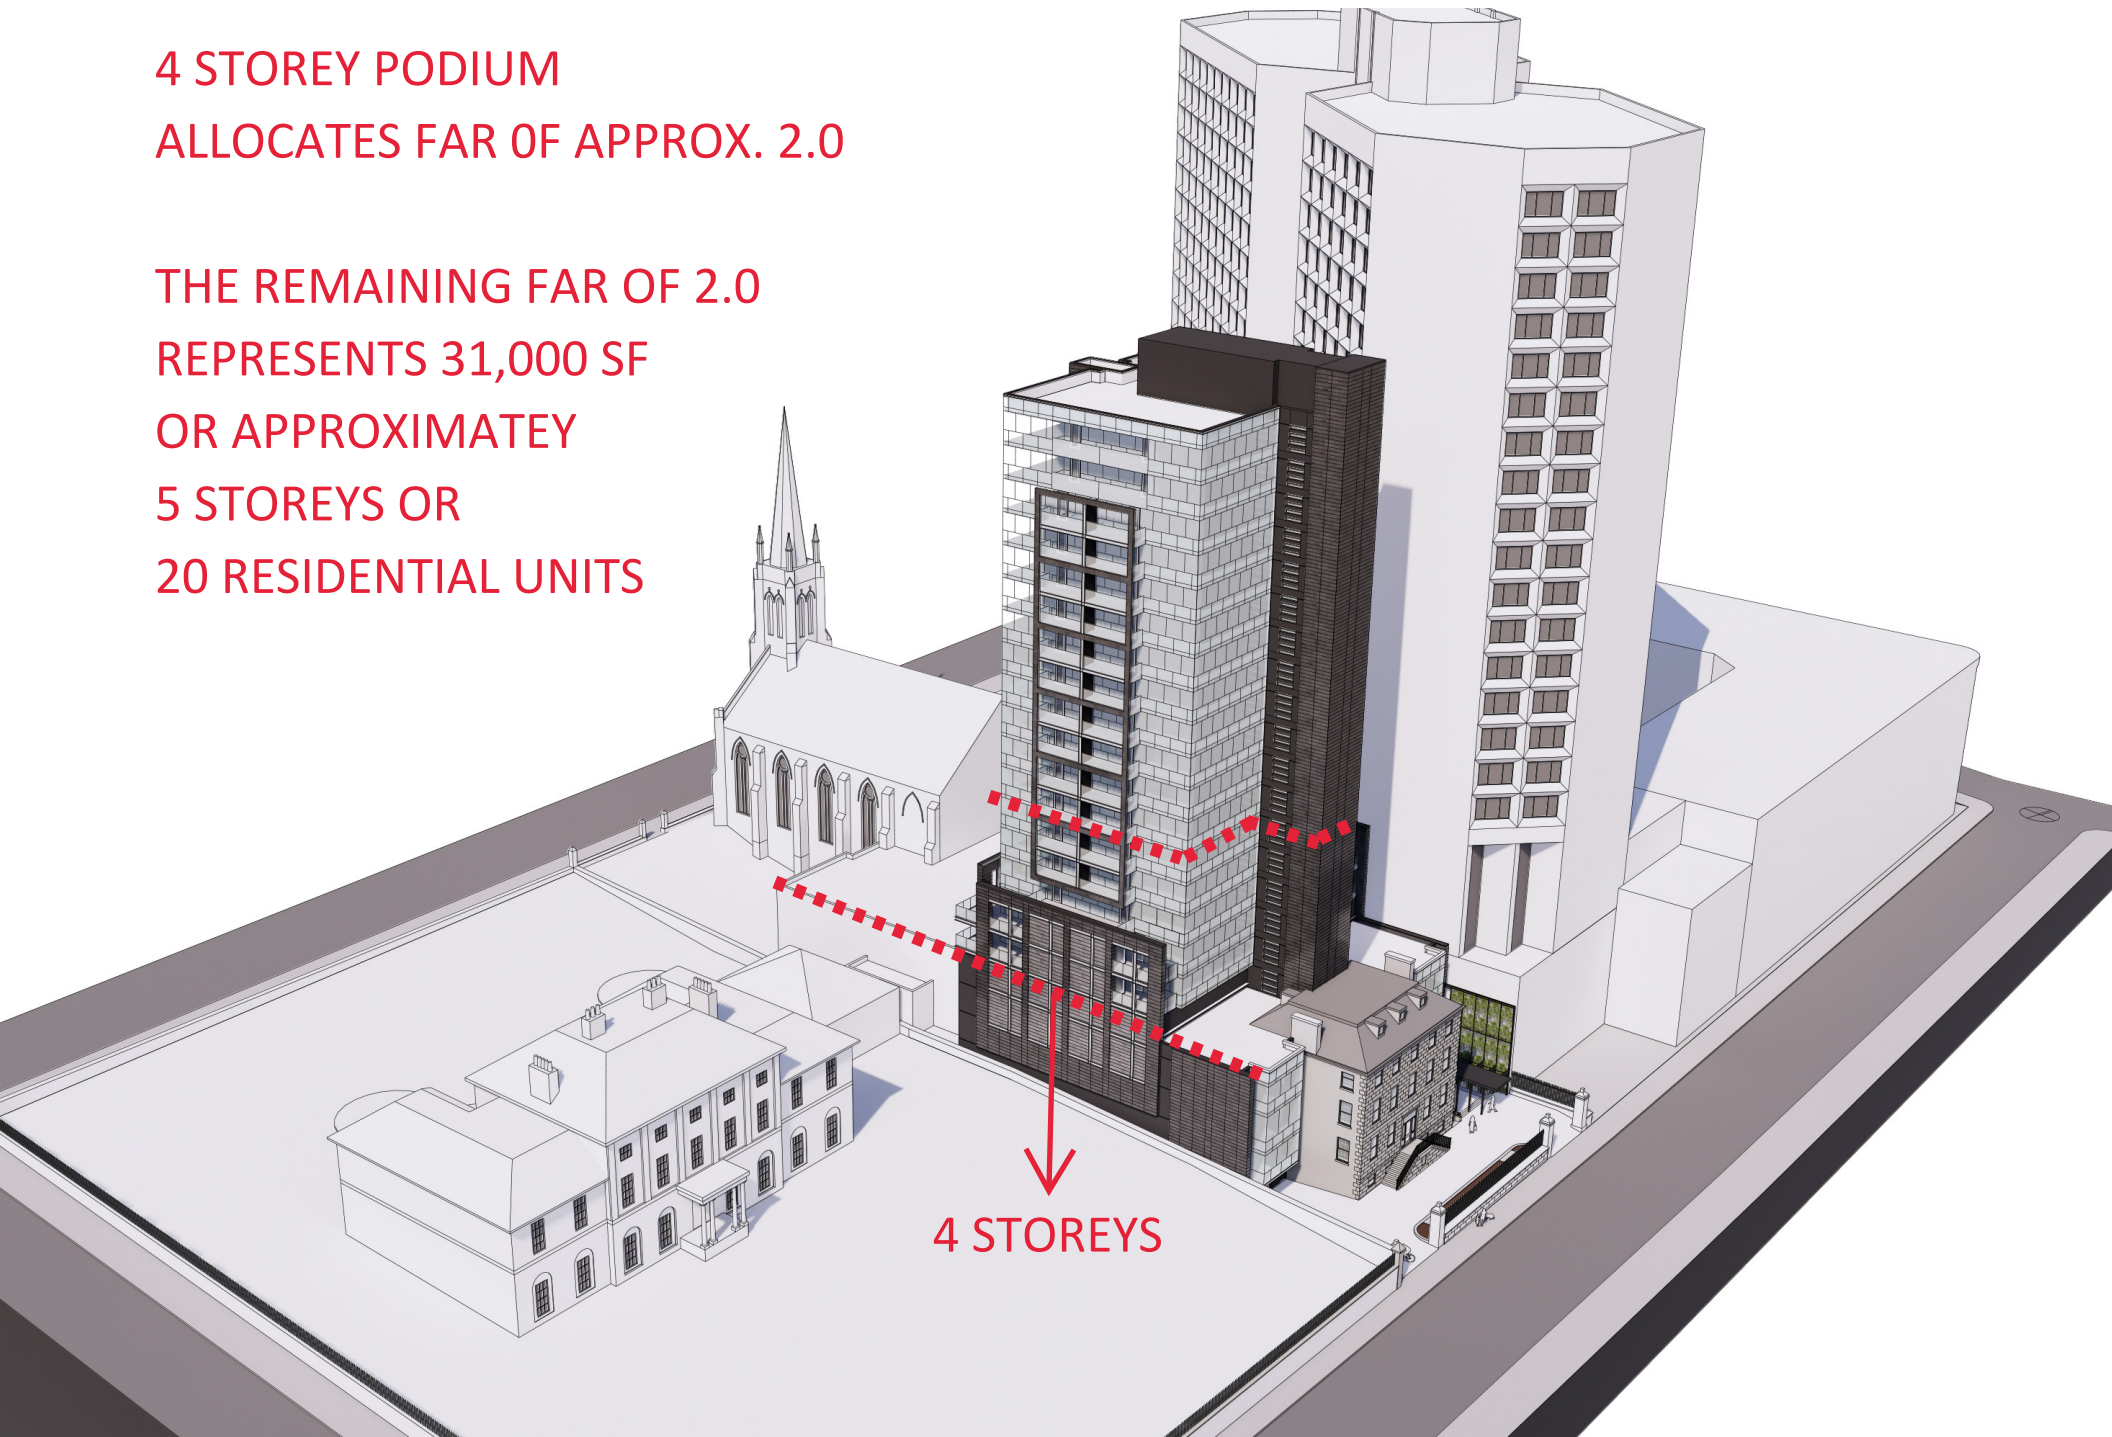 4 STOREY PODIUM
ALLOCATES FAR 0F APPROX. 2.0
THE REMAINING FAR OF 2.0
REPRESENTS 31,000 SF
OR APPROXIMATEY
5 STOREYS OR
20 RESIDENTIAL UNITS
4 STOREYS